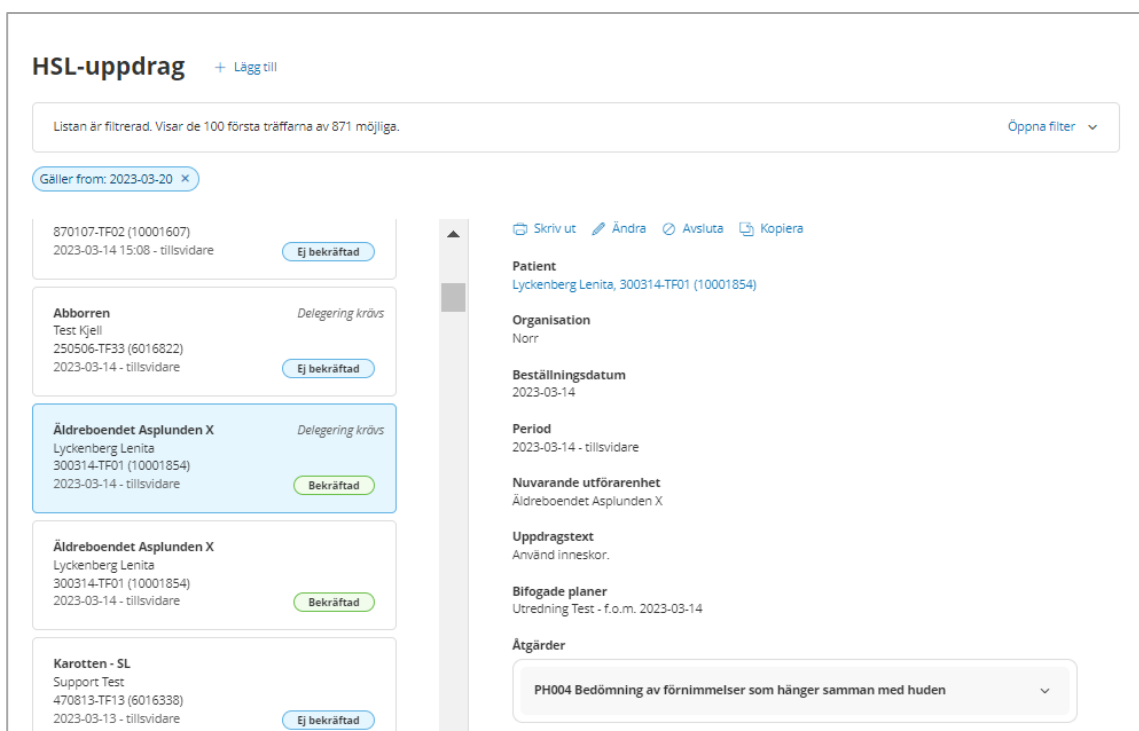 HSL-uppdrag + Lägg till
Listan är filtrerad. Visar de 100 första träffarna av 871 möjliga. Öppna filter
Gäller from: 2023-03-20 ×
870107-TF02 (10001607)
2023-03-14 15:08 - tillsvidare Ej bekräftad
Abborren Delegering krävs
Test Kjell
250506-TF33 (6016822)
2023-03-14 - tillsvidare Ej bekräftad
Äldreboendet Asplunden X Delegering krävs
Lyckenberg Lenita
300314-TF01 (10001854)
2023-03-14 - tillsvidare Bekräftad
Äldreboendet Asplunden X
Lyckenberg Lenita
300314-TF01 (10001854)
2023-03-14 - tillsvidare Bekräftad
Karotten - SL
Support Test
470813-TF13 (6016338)
2023-03-13 - tillsvidare Ej bekräftad
Skriv ut Ändra Avsluta Kopiera
Patient
Lyckenberg Lenita, 300314-TF01 (10001854)
Organisation
Norr
Beställningsdatum
2023-03-14
Period
2023-03-14 - tillsvidare
Nuvarande utförarenhet
Äldreboendet Asplunden X
Uppdragstext
Använd inneskor.
Bifogade planer
Utredning Test - f.o.m. 2023-03-14
Åtgärder
PH004 Bedömning av förnimmelser som hänger samman med huden